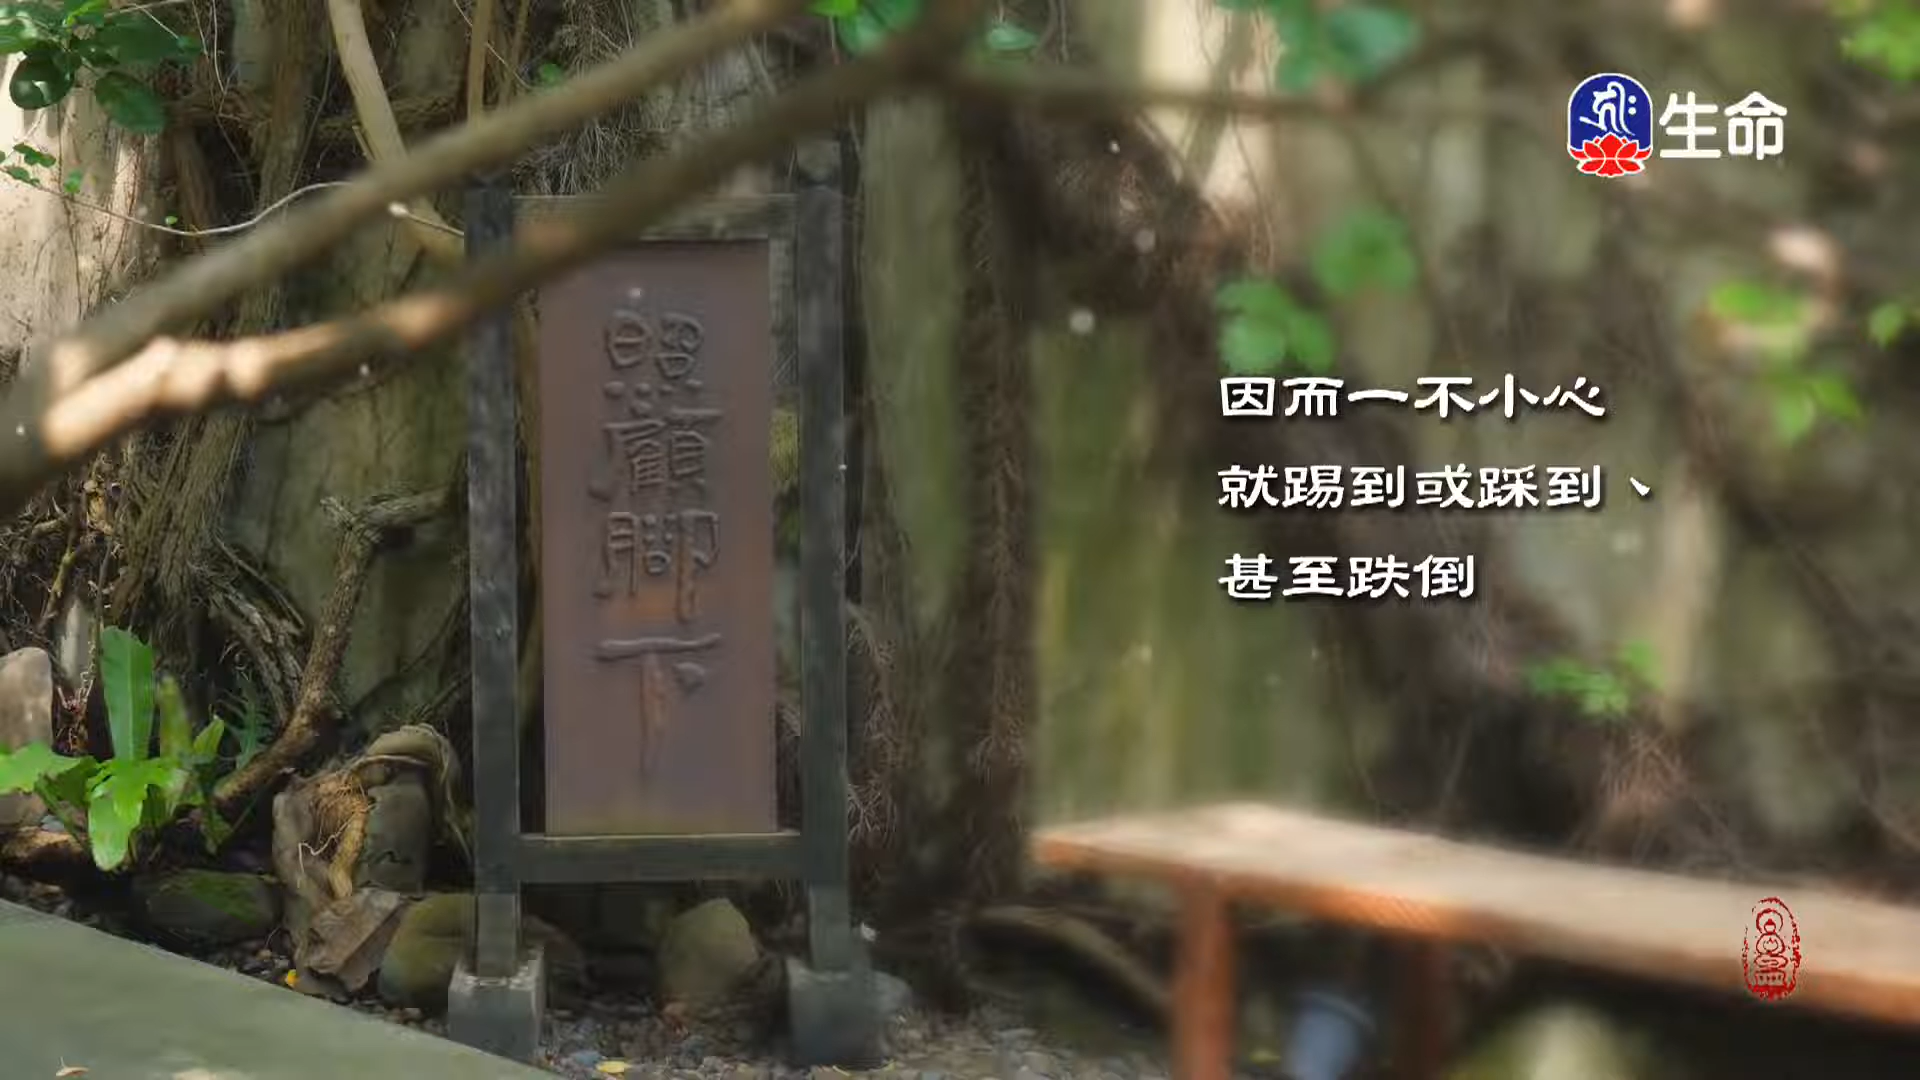 生命
照顧腳下
因而一不小心
就踢到或踩到、
甚至跌倒